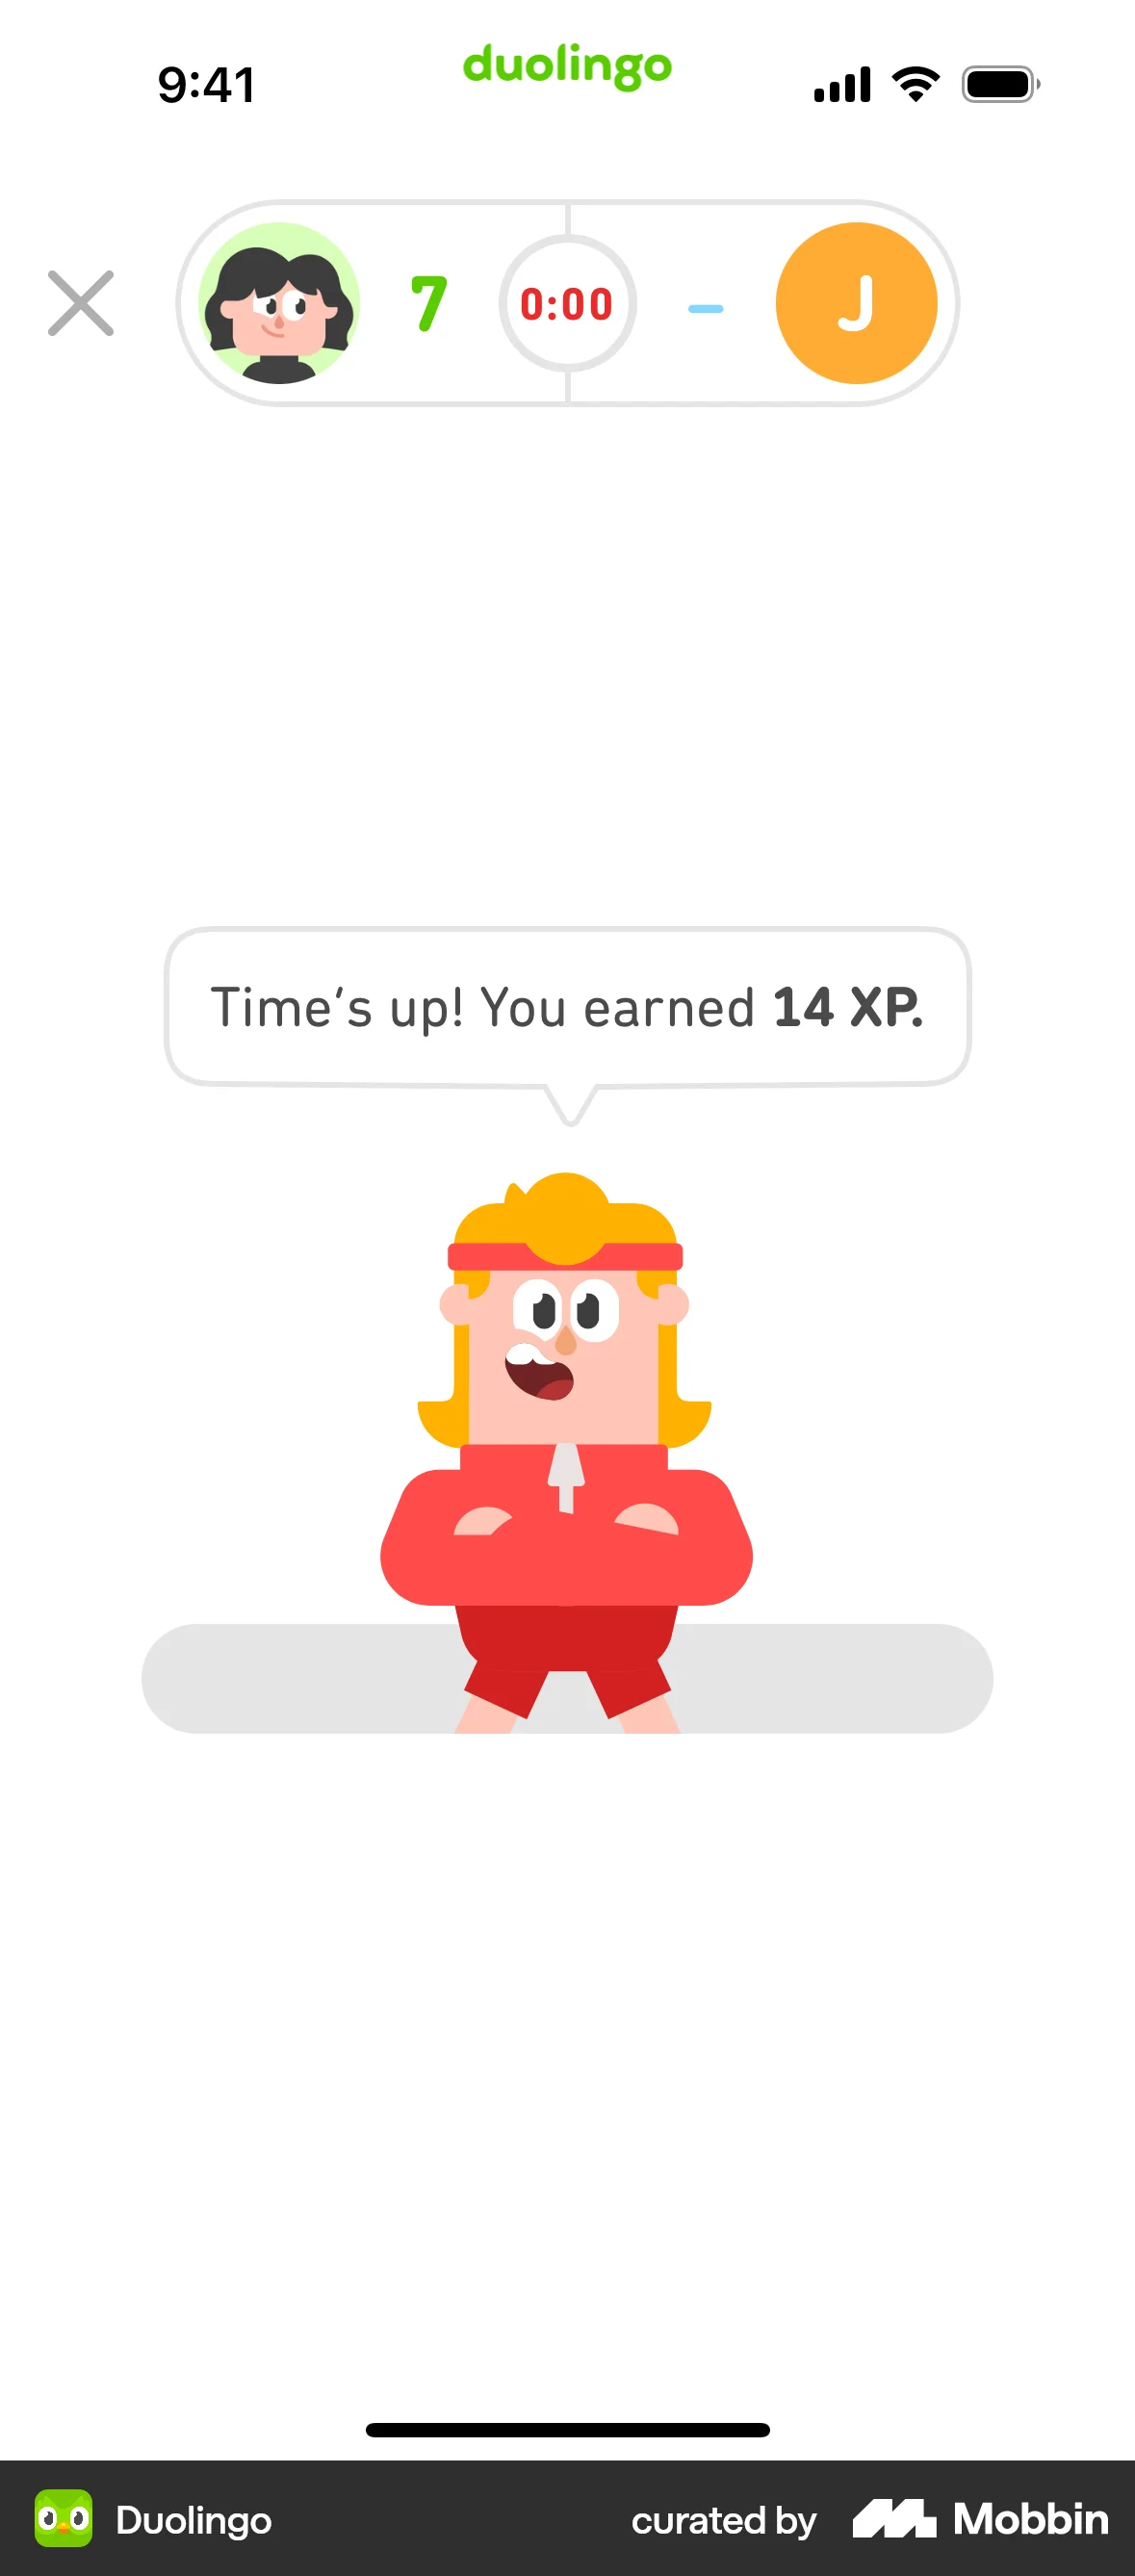 9:41
duolingo
7
0:00
–
J
Time's up! You earned 14 XP.
Duolingo
curated by
Mobbin